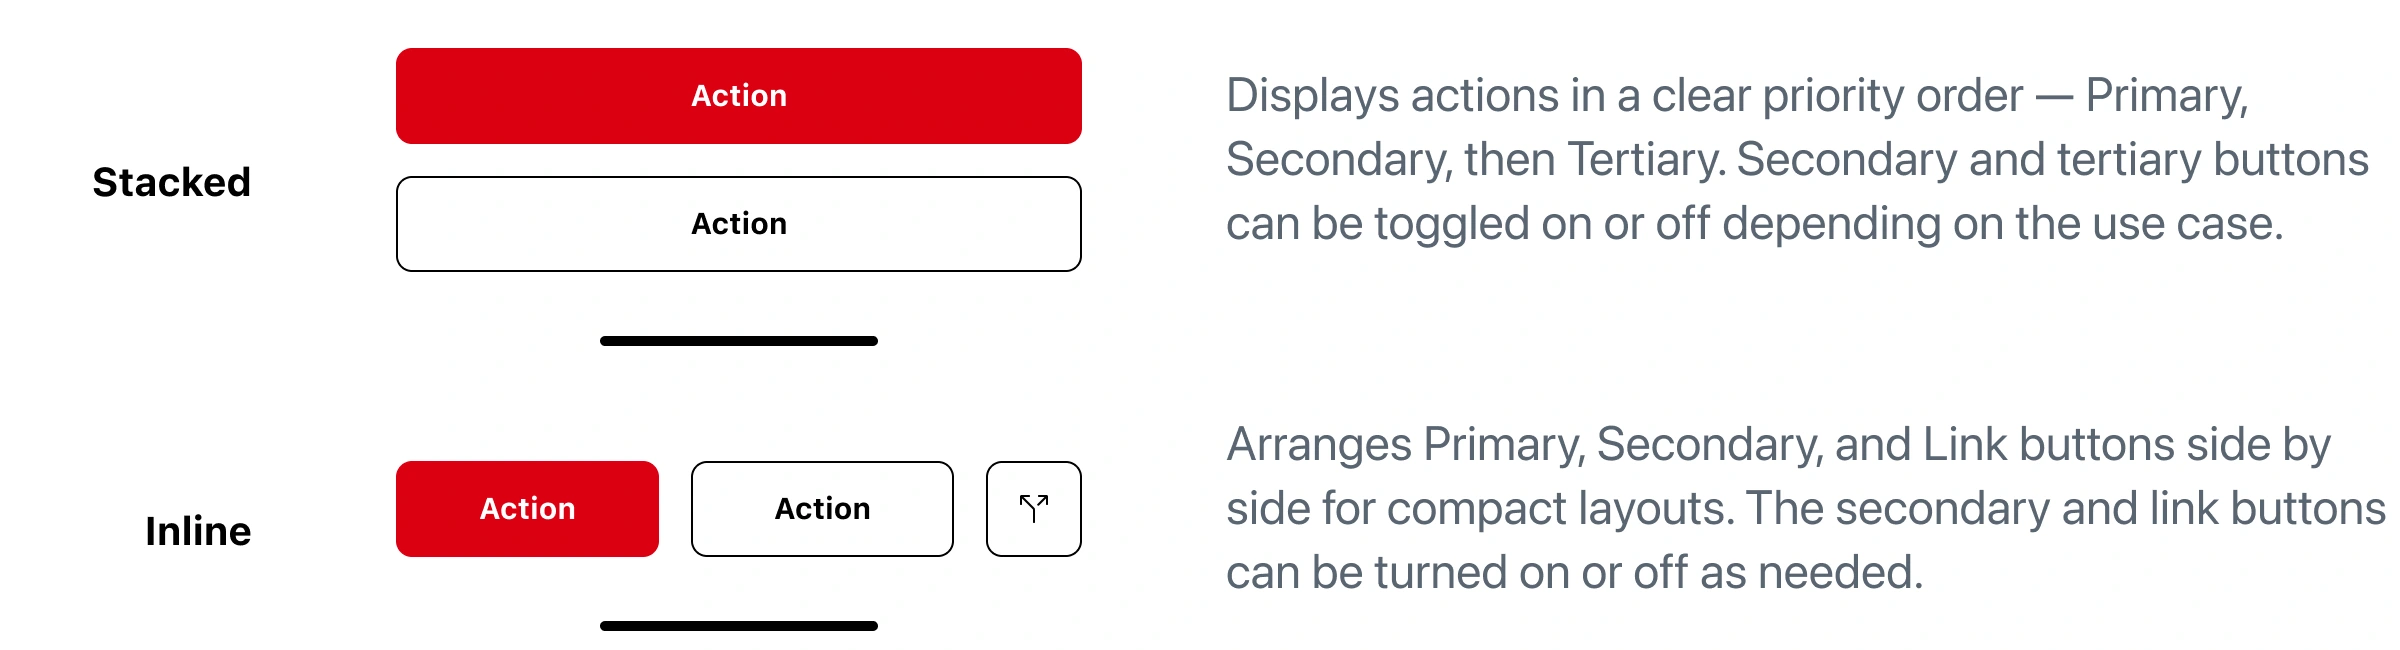 Action
Stacked
Action
Displays actions in a clear priority order — Primary,
Secondary, then Tertiary. Secondary and tertiary buttons
can be toggled on or off depending on the use case.
Inline
Action
Action
Arranges Primary, Secondary, and Link buttons side by
side for compact layouts. The secondary and link buttons
can be turned on or off as needed.